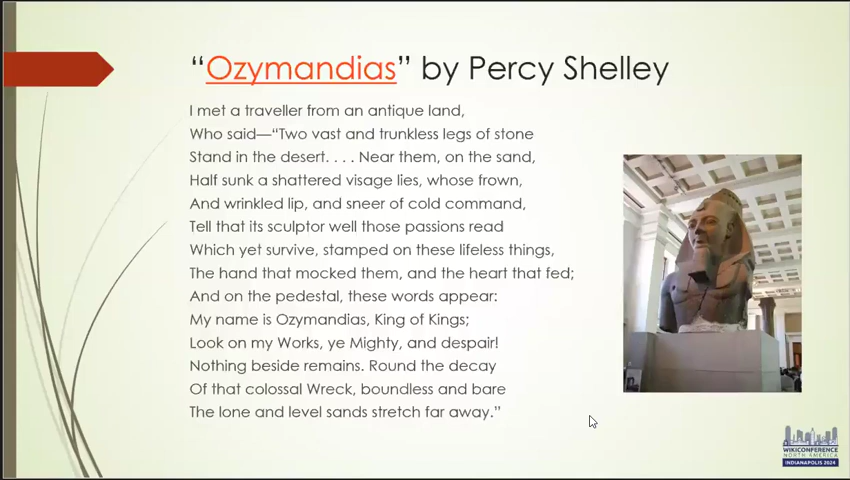 “Ozymandias” by Percy Shelley
I met a traveller from an antique land,
Who said—“Two vast and trunkless legs of stone
Stand in the desert. . . . Near them, on the sand,
Half sunk a shattered visage lies, whose frown,
And wrinkled lip, and sneer of cold command,
Tell that its sculptor well those passions read
Which yet survive, stamped on these lifeless things,
The hand that mocked them, and the heart that fed;
And on the pedestal, these words appear:
My name is Ozymandias, King of Kings;
Look on my Works, ye Mighty, and despair!
Nothing beside remains. Round the decay
Of that colossal Wreck, boundless and bare
The lone and level sands stretch far away.”
WIKICONFERENCE
NORTH AMERICA
INDIANAPOLIS 2024